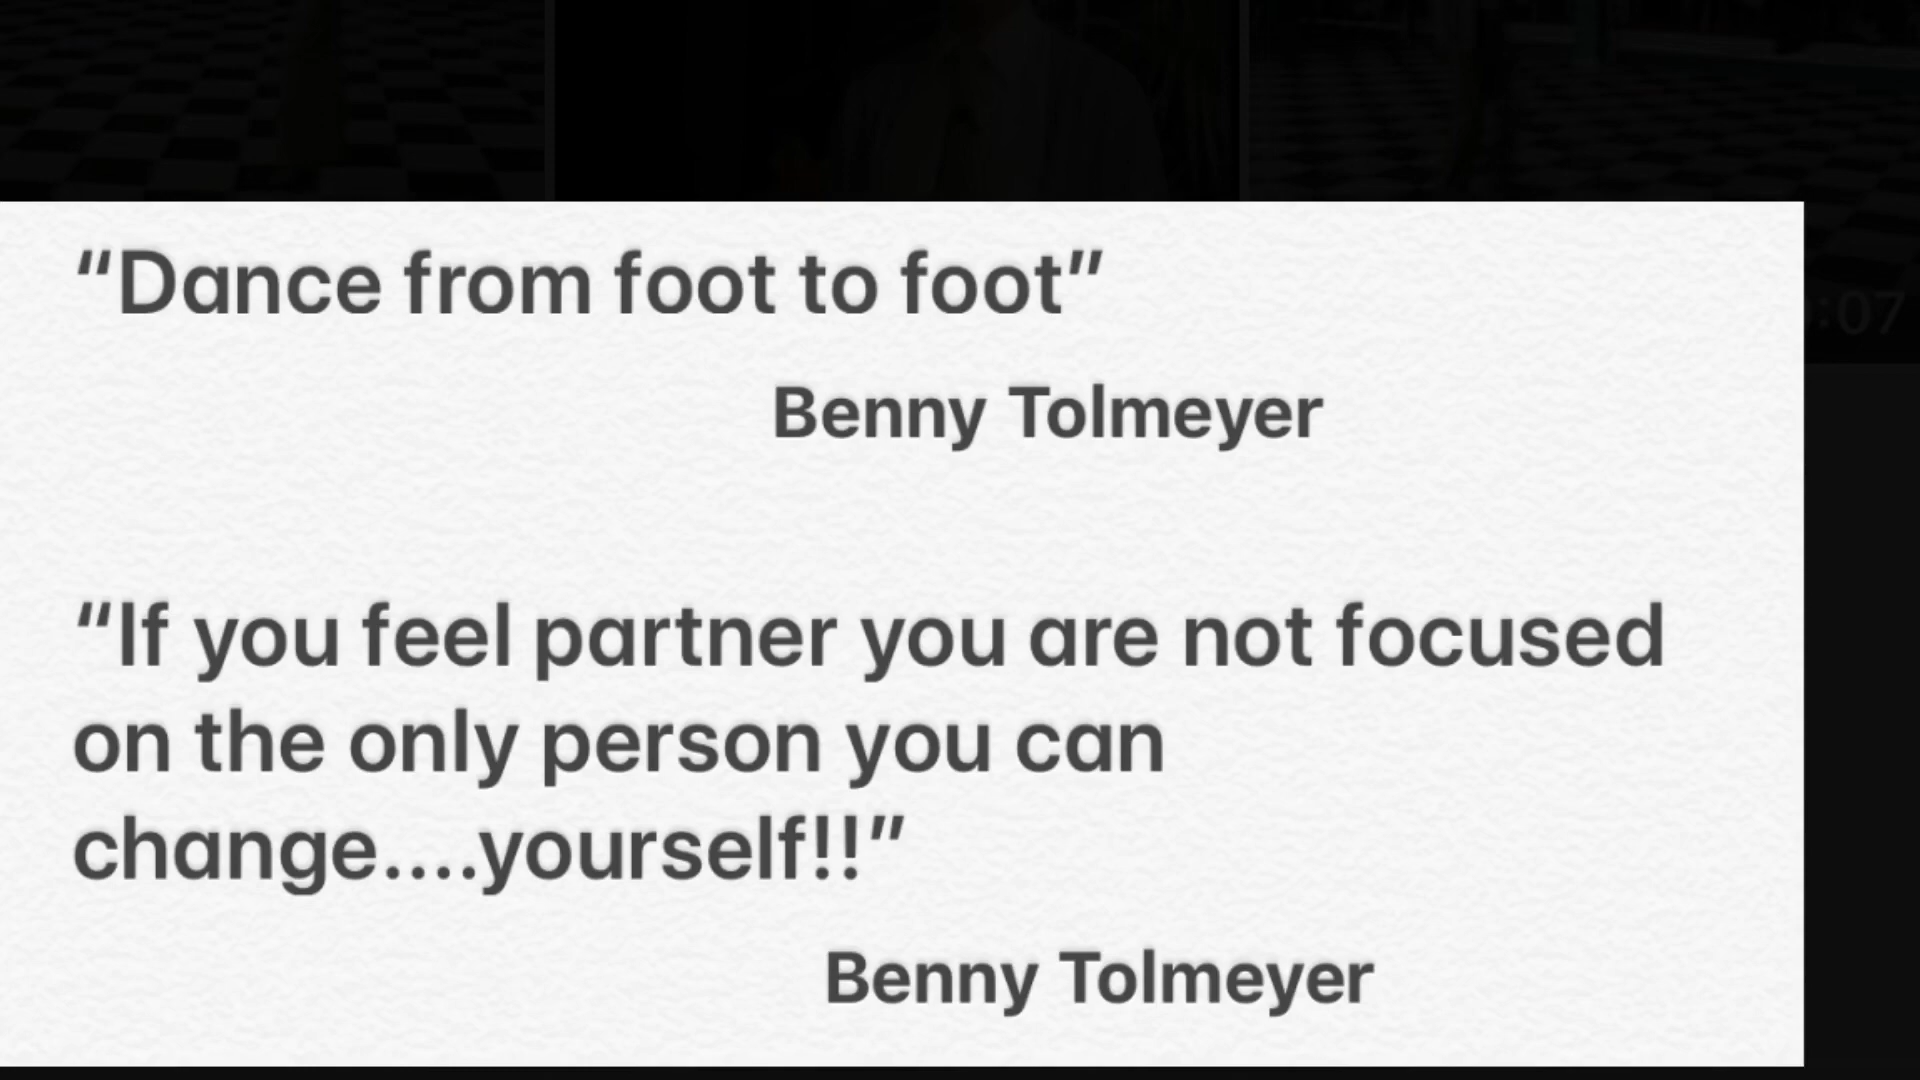 “Dance from foot to foot”
Benny Tolmeyer
“If you feel partner you are not focused
on the only person you can
change....yourself!!”
Benny Tolmeyer
:07